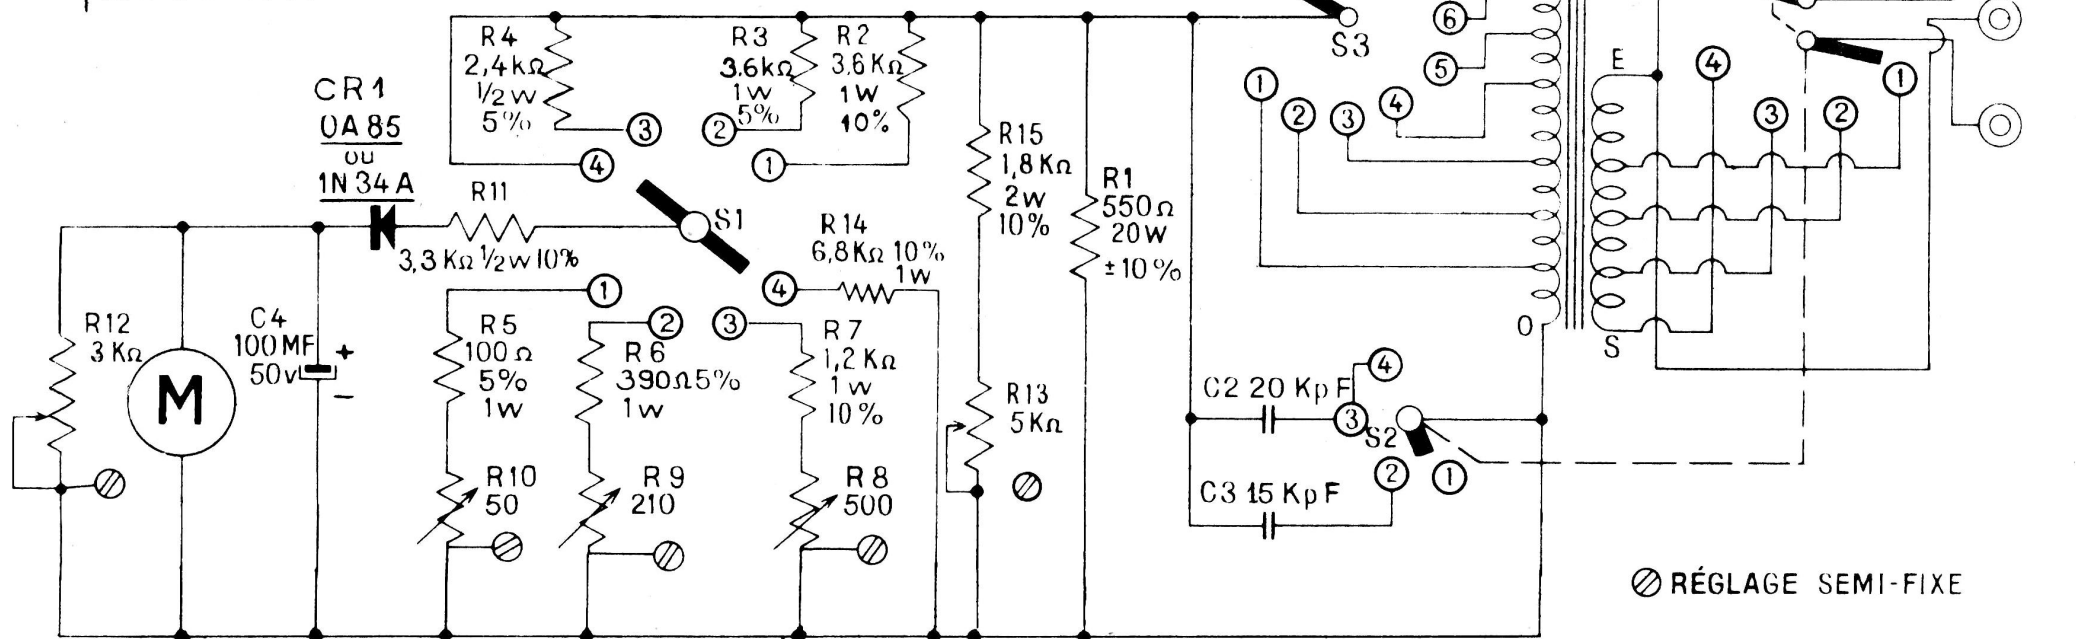 CR1
0A85
ou
1N34A
R4
2,4kΩ
1/2 W
5%
③
④
R3
3.6kΩ
1W
5%
②
R2
3,6KΩ
1W
10%
①
R11
3,3KΩ 1/2W 10%
S1
R14
6,8KΩ 10%
1W
R15
1,8KΩ
2W
10%
R1
550Ω
20W
±10%
S3
⑥
⑤
①
②
③
④
E
④
③
②
①
O
S
R12
3KΩ
M
C4
100MF
50V
+
−
①
②
③
④
R5
100Ω
5%
1W
R6
390Ω5%
1W
R7
1,2KΩ
1W
10%
R10
50
R9
210
R8
500
R13
5KΩ
C2 20 KpF
④
③
S2
②
①
C3 15 KpF
RÉGLAGE SEMI-FIXE